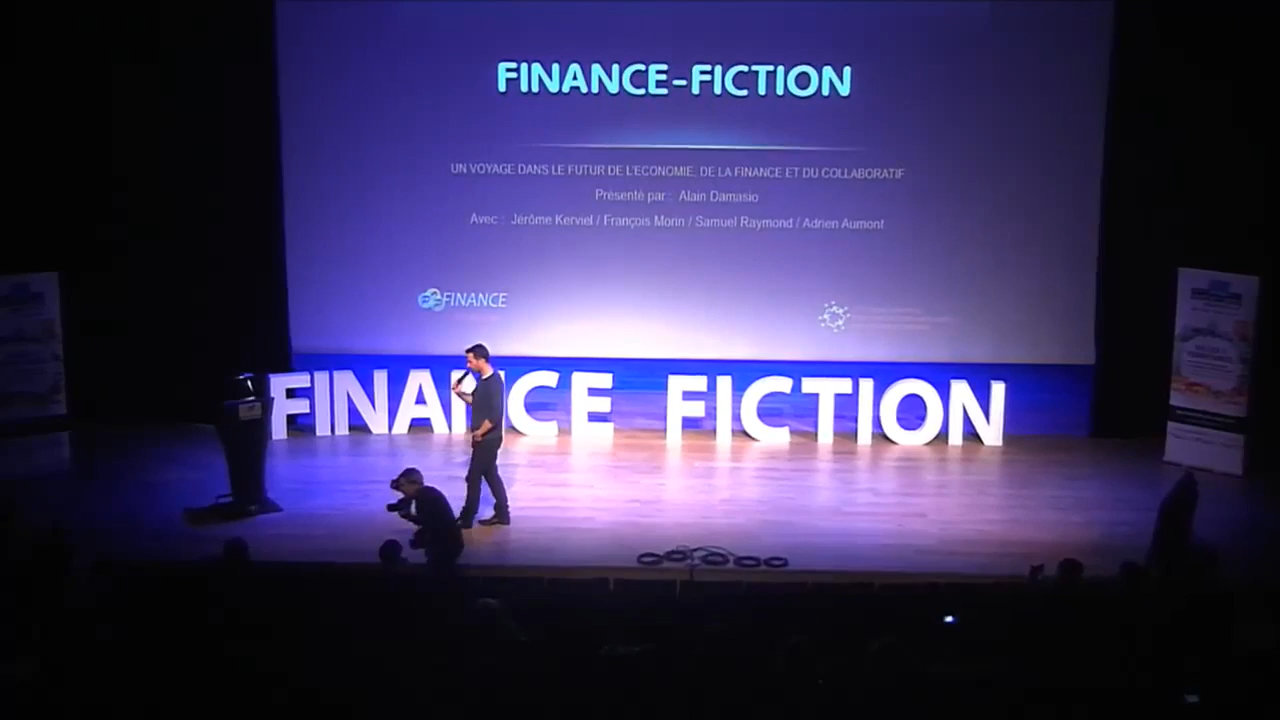 FINANCE-FICTION
UN VOYAGE DANS LE FUTUR DE L'ECONOMIE, DE LA FINANCE ET DU COLLABORATIF
Présenté par : Alain Damasio
Avec : Jérôme Kerviel / François Morin / Samuel Raymond / Adrien Aumont
FINANCE
FINANCE FICTION